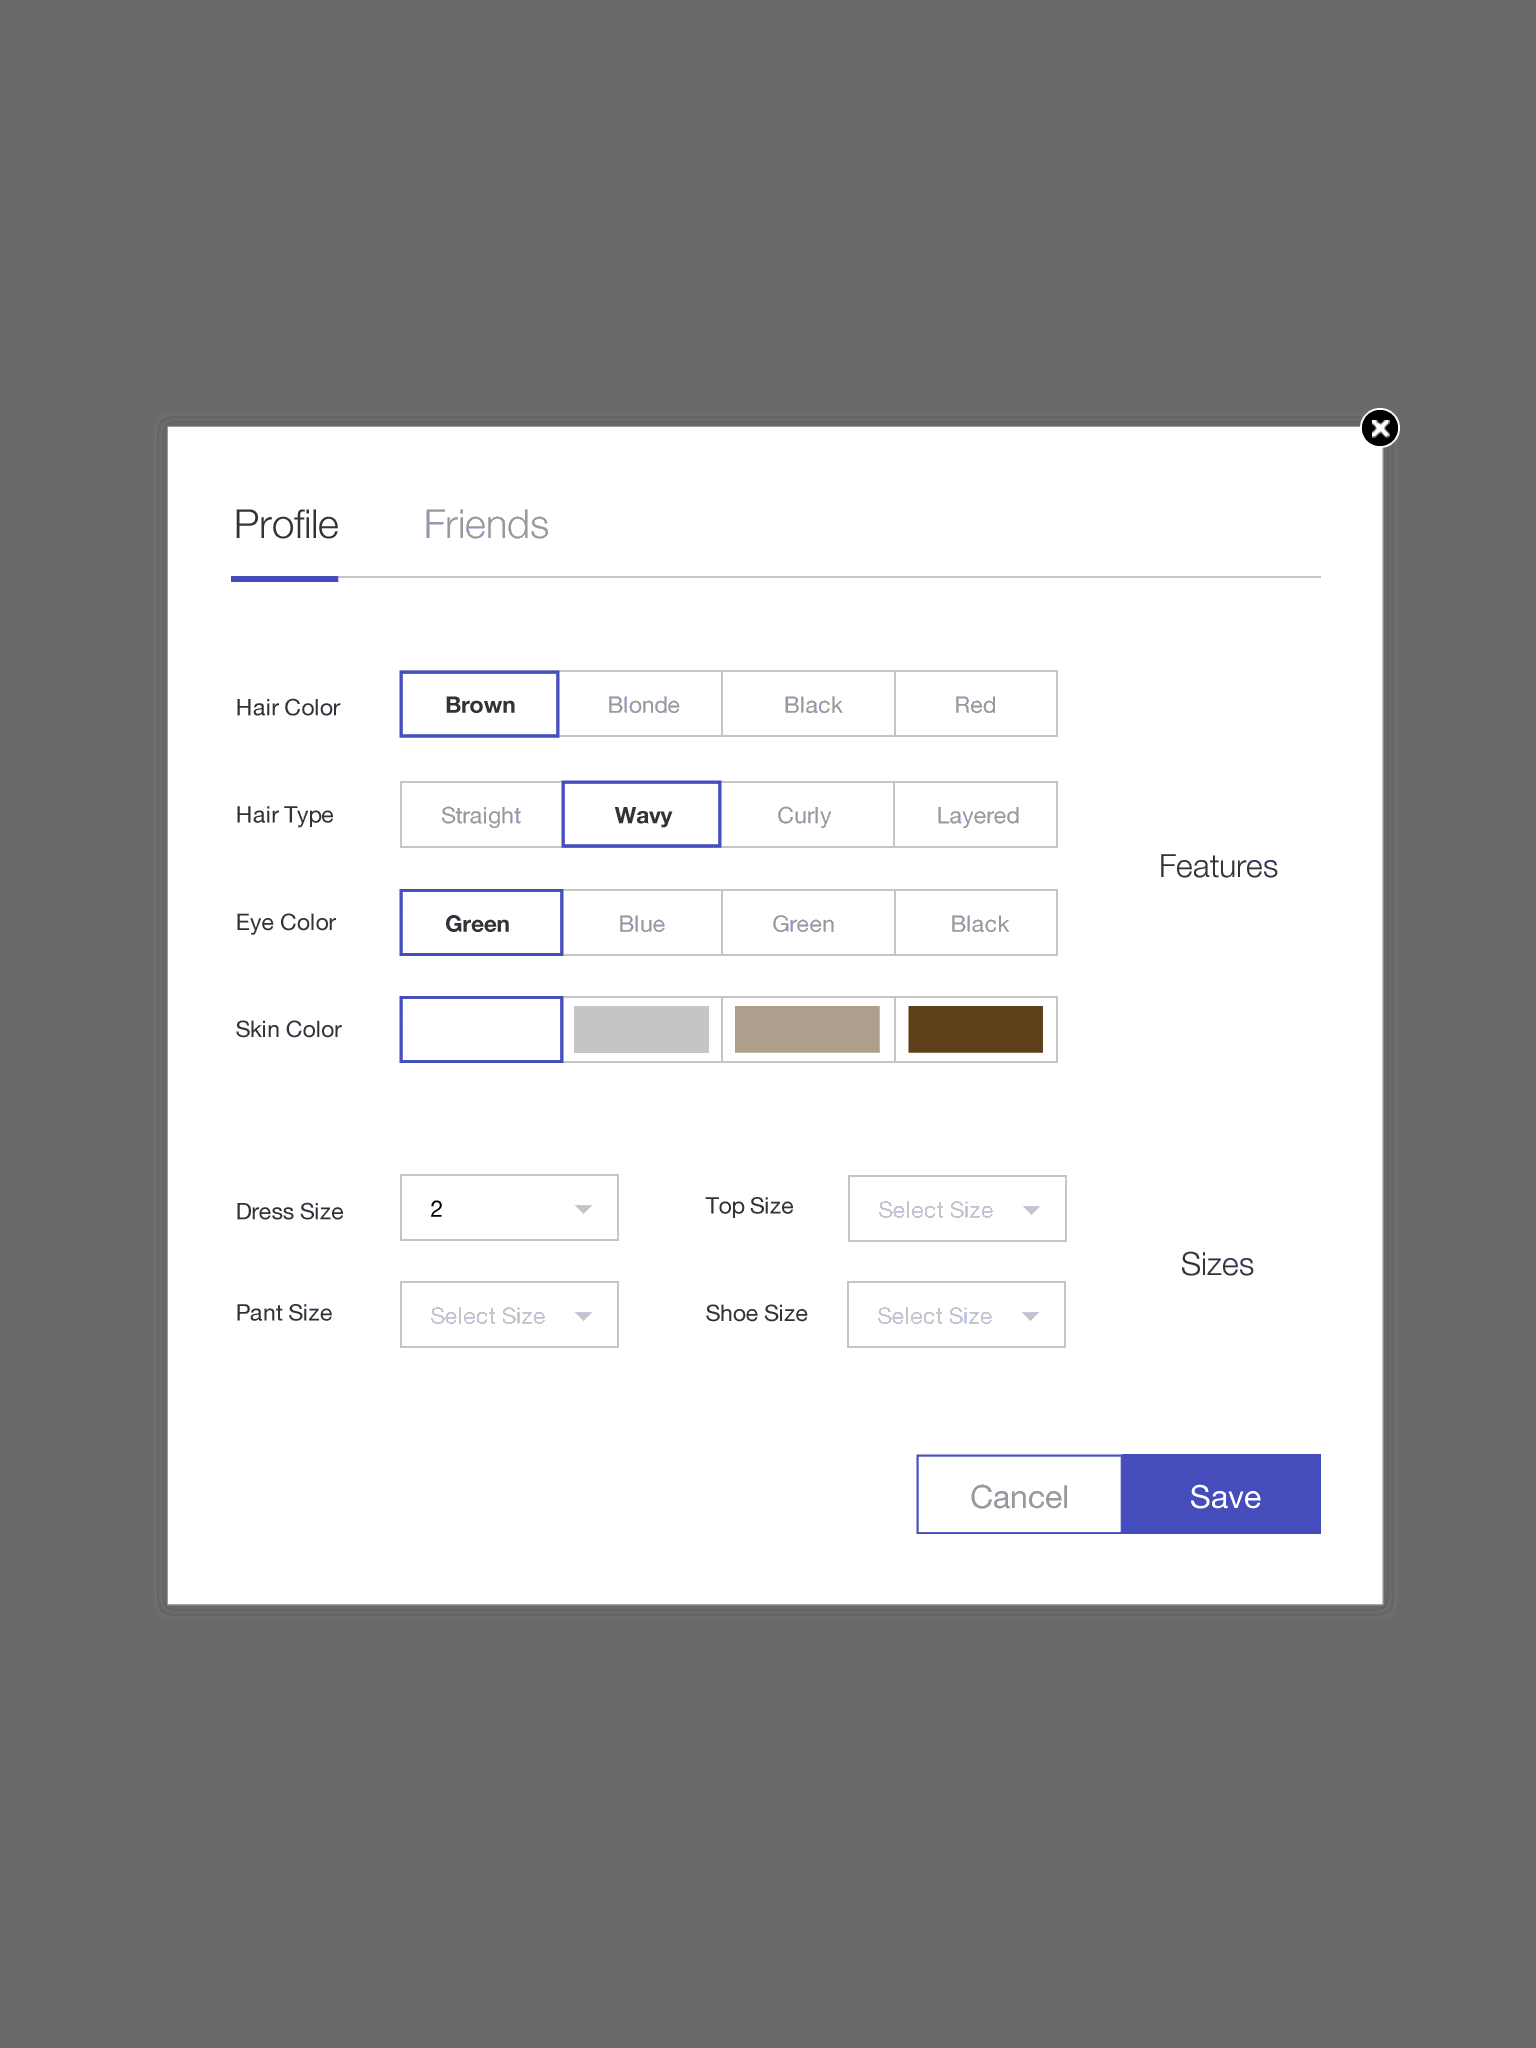 Profile Friends
Hair Color Brown Blonde Black Red
Hair Type Straight Wavy Curly Layered
Features
Eye Color Green Blue Green Black
Skin Color
Dress Size 2 Top Size Select Size
Sizes
Pant Size Select Size Shoe Size Select Size
Cancel Save